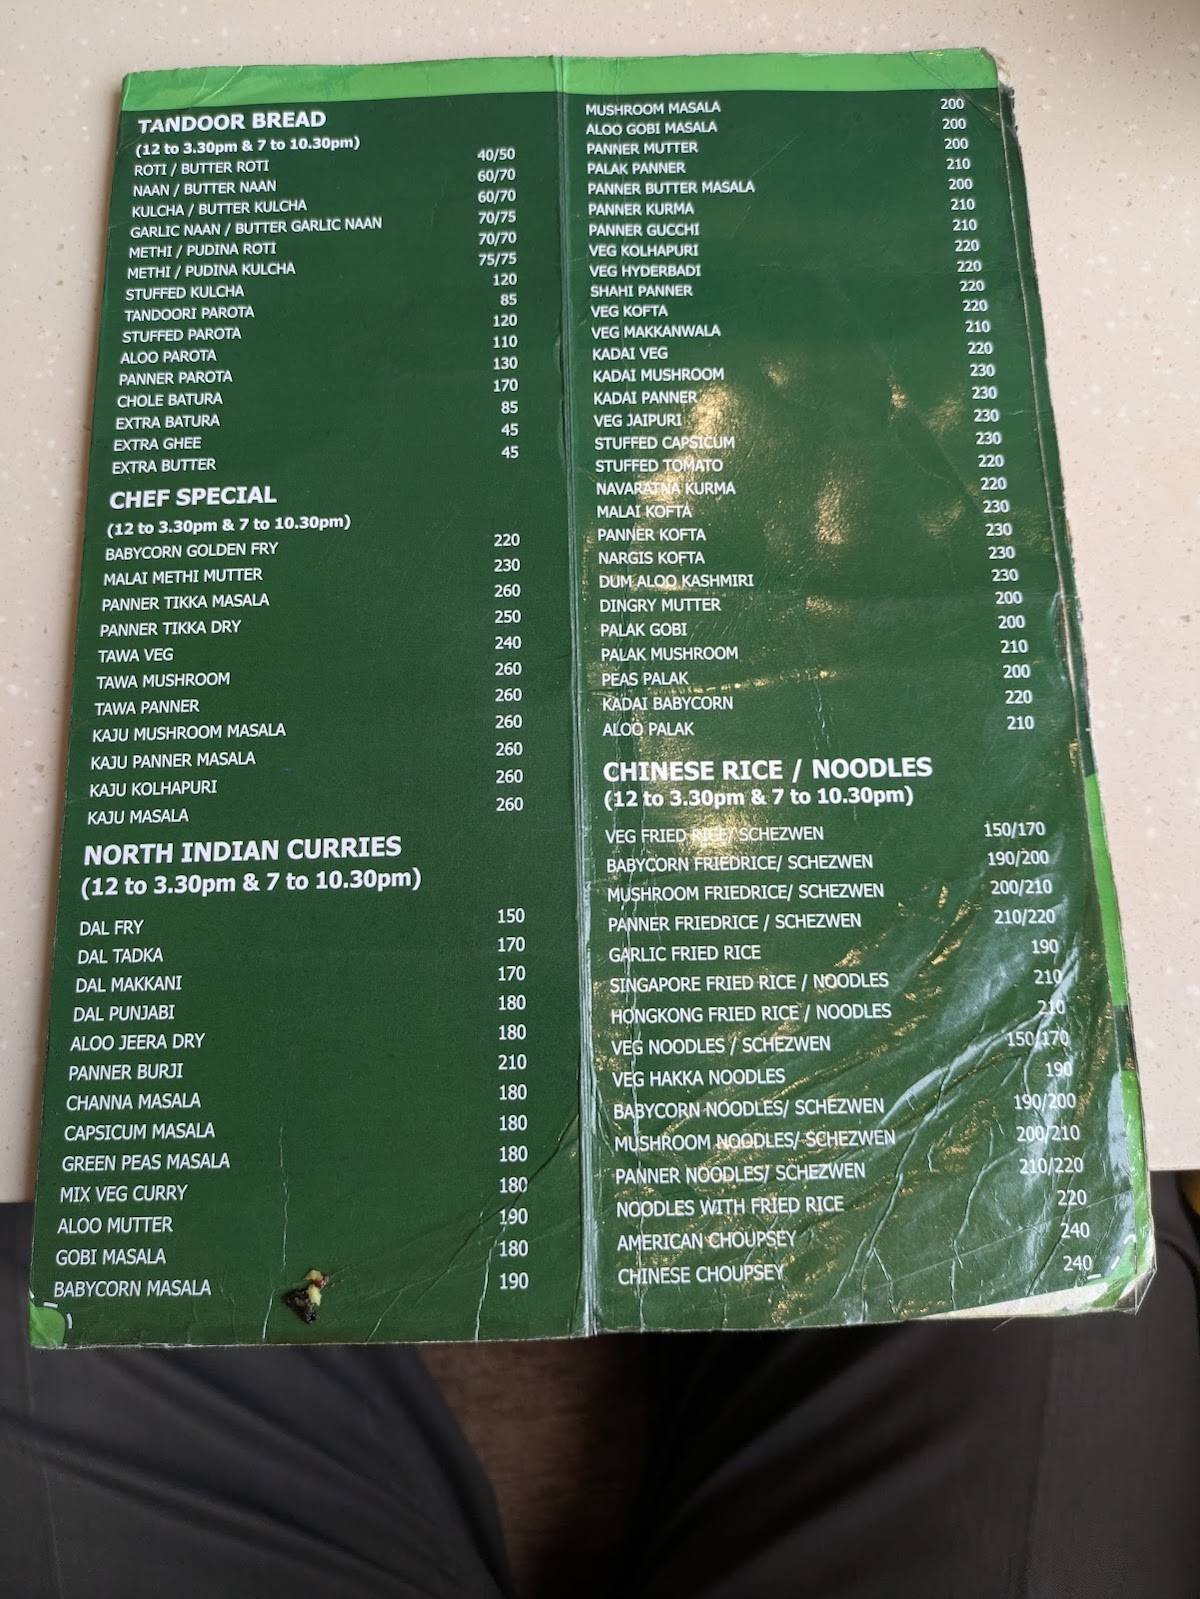 TANDOOR BREAD
(12 to 3.30pm & 7 to 10.30pm)
ROTI / BUTTER ROTI 40/50
NAAN / BUTTER NAAN 60/70
KULCHA / BUTTER KULCHA 60/70
GARLIC NAAN / BUTTER GARLIC NAAN 70/75
METHI / PUDINA ROTI 70/70
METHI / PUDINA KULCHA 75/75
STUFFED KULCHA 120
TANDOORI PAROTA 85
STUFFED PAROTA 120
ALOO PAROTA 110
PANNER PAROTA 130
CHOLE BATURA 170
EXTRA BATURA 85
EXTRA GHEE 45
EXTRA BUTTER 45
CHEF SPECIAL
(12 to 3.30pm & 7 to 10.30pm)
BABYCORN GOLDEN FRY 220
MALAI METHI MUTTER 230
PANNER TIKKA MASALA 260
PANNER TIKKA DRY 250
TAWA VEG 240
TAWA MUSHROOM 260
TAWA PANNER 260
KAJU MUSHROOM MASALA 260
KAJU PANNER MASALA 260
KAJU KOLHAPURI 260
KAJU MASALA 260
NORTH INDIAN CURRIES
(12 to 3.30pm & 7 to 10.30pm)
DAL FRY 150
DAL TADKA 170
DAL MAKKANI 170
DAL PUNJABI 180
ALOO JEERA DRY 180
PANNER BURJI 210
CHANNA MASALA 180
CAPSICUM MASALA 180
GREEN PEAS MASALA 180
MIX VEG CURRY 180
ALOO MUTTER 190
GOBI MASALA 180
BABYCORN MASALA 190
MUSHROOM MASALA 200
ALOO GOBI MASALA 200
PANNER MUTTER 200
PALAK PANNER 210
PANNER BUTTER MASALA 200
PANNER KURMA 210
PANNER GUCCHI 210
VEG KOLHAPURI 220
VEG HYDERBADI 220
SHAHI PANNER 220
VEG KOFTA 220
VEG MAKKANWALA 210
KADAI VEG 220
KADAI MUSHROOM 230
KADAI PANNER 230
VEG JAIPURI 230
STUFFED CAPSICUM 230
STUFFED TOMATO 220
NAVARATNA KURMA 220
MALAI KOFTA 230
PANNER KOFTA 230
NARGIS KOFTA 230
DUM ALOO KASHMIRI 230
DINGRY MUTTER 200
PALAK GOBI 200
PALAK MUSHROOM 210
PEAS PALAK 200
KADAI BABYCORN 220
ALOO PALAK 210
CHINESE RICE / NOODLES
(12 to 3.30pm & 7 to 10.30pm)
VEG FRIED RICE/ SCHEZWEN 150/170
BABYCORN FRIEDRICE/ SCHEZWEN 190/200
MUSHROOM FRIEDRICE/ SCHEZWEN 200/210
PANNER FRIEDRICE / SCHEZWEN 210/220
GARLIC FRIED RICE 190
SINGAPORE FRIED RICE / NOODLES 210
HONGKONG FRIED RICE / NOODLES 210
VEG NOODLES / SCHEZWEN 150/170
VEG HAKKA NOODLES 190
BABYCORN NOODLES/ SCHEZWEN 190/200
MUSHROOM NOODLES/ SCHEZWEN 200/210
PANNER NOODLES/ SCHEZWEN 210/220
NOODLES WITH FRIED RICE 220
AMERICAN CHOUPSEY 240
CHINESE CHOUPSEY 240